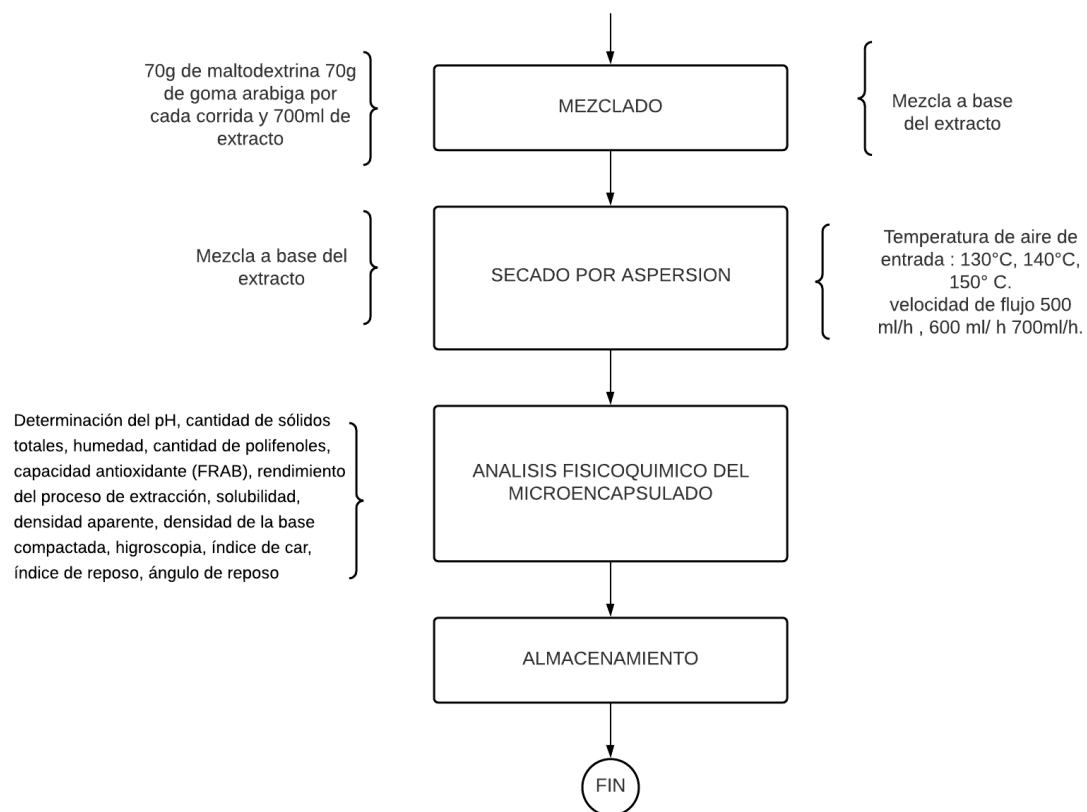 70g de maltodextrina 70g
de goma arabiga por
cada corrida y 700ml de
extracto
MEZCLADO
Mezcla a base
del extracto
Mezcla a base del
extracto
SECADO POR ASPERSION
Temperatura de aire de
entrada : 130°C, 140°C,
150° C.
velocidad de flujo 500
ml/h , 600 ml/ h 700ml/h.
Determinación del pH, cantidad de sólidos
totales, humedad, cantidad de polifenoles,
capacidad antioxidante (FRAB), rendimiento
del proceso de extracción, solubilidad,
densidad aparente, densidad de la base
compactada, higroscopia, índice de car,
índice de reposo, ángulo de reposo
ANALISIS FISICOQUIMICO DEL
MICROENCAPSULADO
ALMACENAMIENTO
FIN